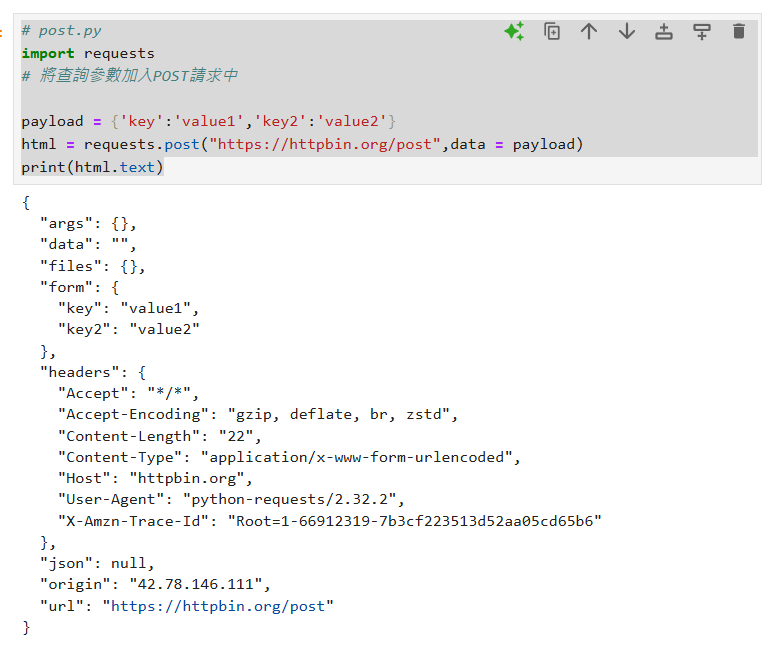 # post.py
import requests
# 將查詢參數加入POST請求中
payload = {'key':'value1','key2':'value2'}
html = requests.post("https://httpbin.org/post",data = payload)
print(html.text)
{
  "args": {},
  "data": "",
  "files": {},
  "form": {
    "key": "value1",
    "key2": "value2"
  },
  "headers": {
    "Accept": "*/*",
    "Accept-Encoding": "gzip, deflate, br, zstd",
    "Content-Length": "22",
    "Content-Type": "application/x-www-form-urlencoded",
    "Host": "httpbin.org",
    "User-Agent": "python-requests/2.32.2",
    "X-Amzn-Trace-Id": "Root=1-66912319-7b3cf223513d52aa05cd65b6"
  },
  "json": null,
  "origin": "42.78.146.111",
  "url": "https://httpbin.org/post"
}